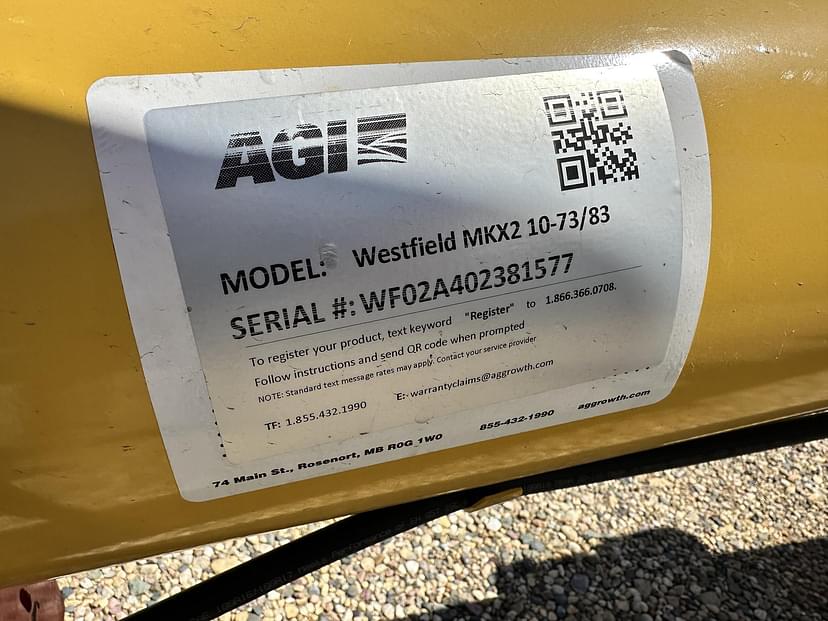 AGI
MODEL: Westfield MKX2 10-73/83
SERIAL #: WF02A402381577
To register your product, text keyword "Register" to 1.866.366.0708.
Follow instructions and send QR code when prompted
NOTE: Standard text message rates may apply. Contact your service provider
TF: 1.855.432.1990 E: warrantyclaims@aggrowth.com
74 Main St., Rosenort, MB R0G 1W0 855-432-1990 aggrowth.com